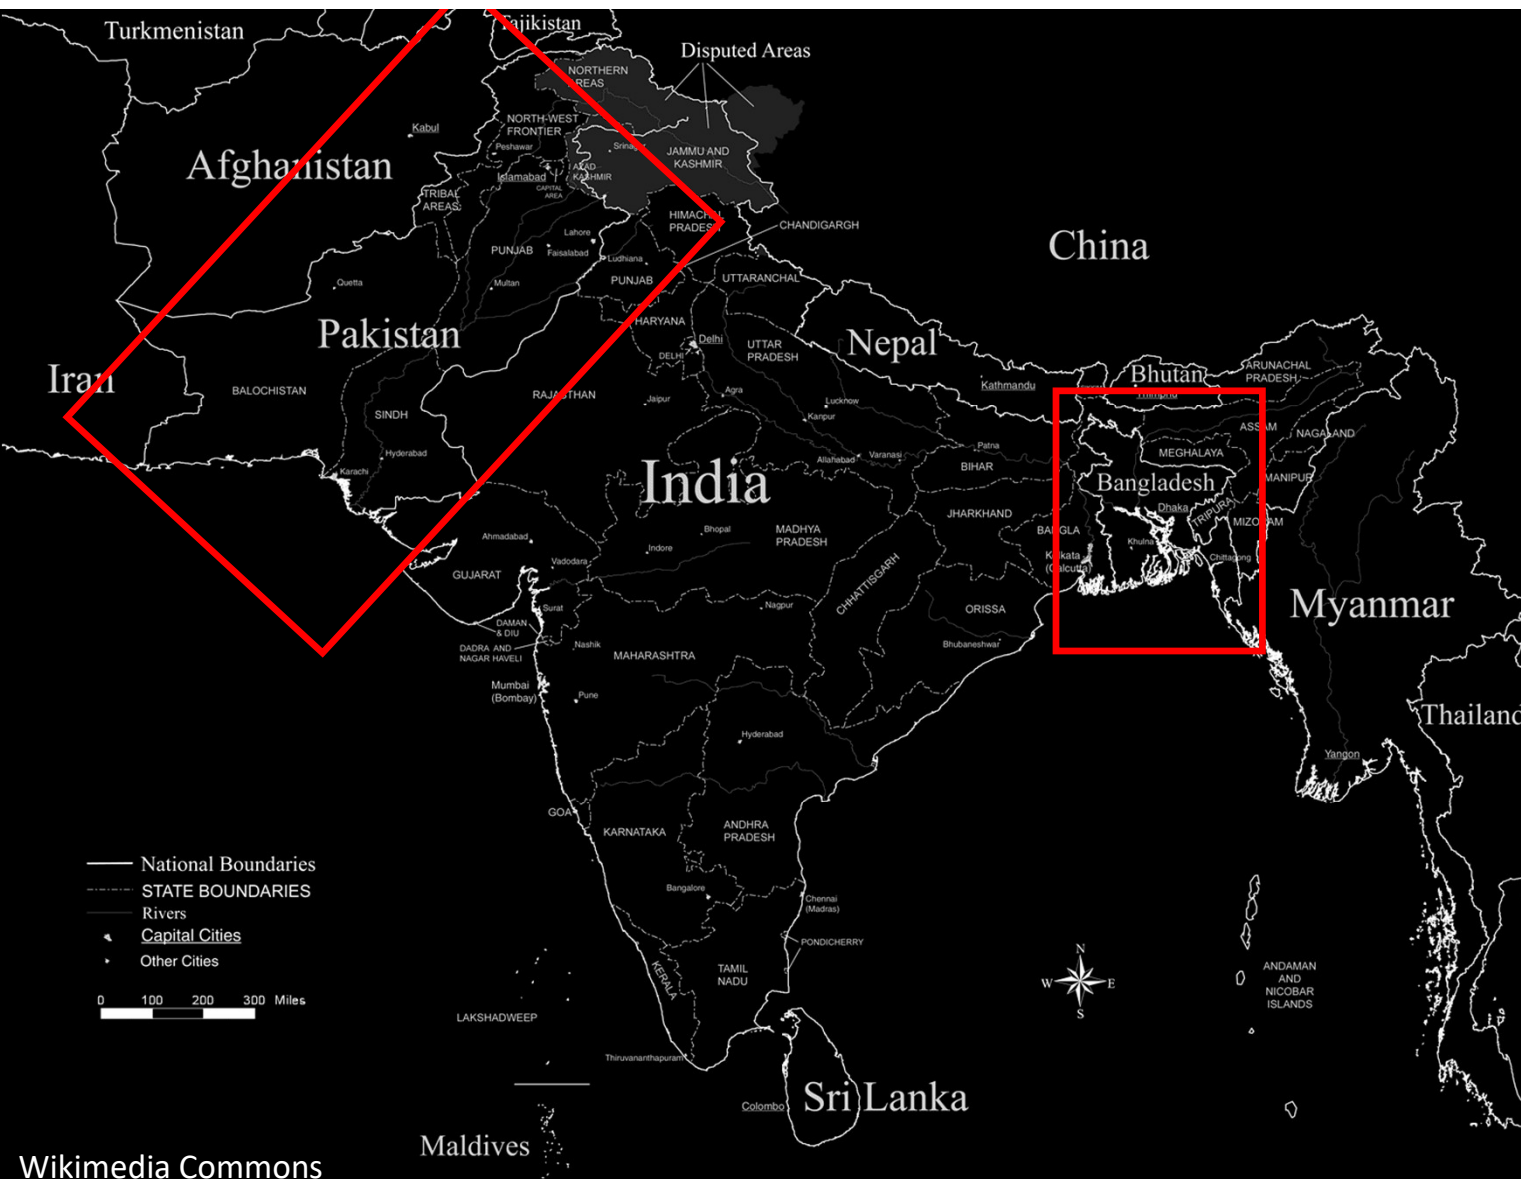 Turkmenistan
Tajikistan
Disputed Areas
NORTHERN
AREAS
NORTH-WEST
FRONTIER
Kabul
Peshawar
Srinagar
JAMMU AND
KASHMIR
Afghanistan
Islamabad
CAPITAL
AREA
AZAD
KASHMIR
TRIBAL
AREAS
HIMACHAL
PRADESH
CHANDIGARH
Lahore
PUNJAB
Faisalabad
Ludhiana
China
Quetta
Multan
PUNJAB
UTTARANCHAL
Pakistan
HARYANA
Delhi
DELHI
UTTAR
PRADESH
Nepal
Iran
BALOCHISTAN
RAJASTHAN
Agra
Jaipur
Lucknow
Kanpur
Kathmandu
Bhutan
Thimphu
ARUNACHAL
PRADESH
SINDH
Hyderabad
Karachi
Allahabad
Varanasi
Patna
BIHAR
ASSAM
NAGALAND
MEGHALAYA
MANIPUR
India
Bangladesh
Dhaka
TRIPURA
MIZORAM
JHARKHAND
BANGLA
Khulna
Chittagong
Kolkata
(Calcutta)
Ahmadabad
Bhopal
Indore
MADHYA
PRADESH
Vadodara
GUJARAT
CHHATTISGARH
Surat
Nagpur
ORISSA
Bhubaneshwar
Myanmar
DAMAN
& DIU
DADRA AND
NAGAR HAVELI
Nashik
MAHARASHTRA
Mumbai
(Bombay)
Pune
Hyderabad
Thailand
Yangon
GOA
KARNATAKA
ANDHRA
PRADESH
Bangalore
Chennai
(Madras)
PONDICHERRY
KERALA
TAMIL
NADU
N
W
E
S
ANDAMAN
AND
NICOBAR
ISLANDS
National Boundaries
STATE BOUNDARIES
Rivers
Capital Cities
Other Cities
0 100 200 300 Miles
LAKSHADWEEP
Thiruvananthapuram
Colombo
Sri Lanka
Maldives
Wikimedia Commons